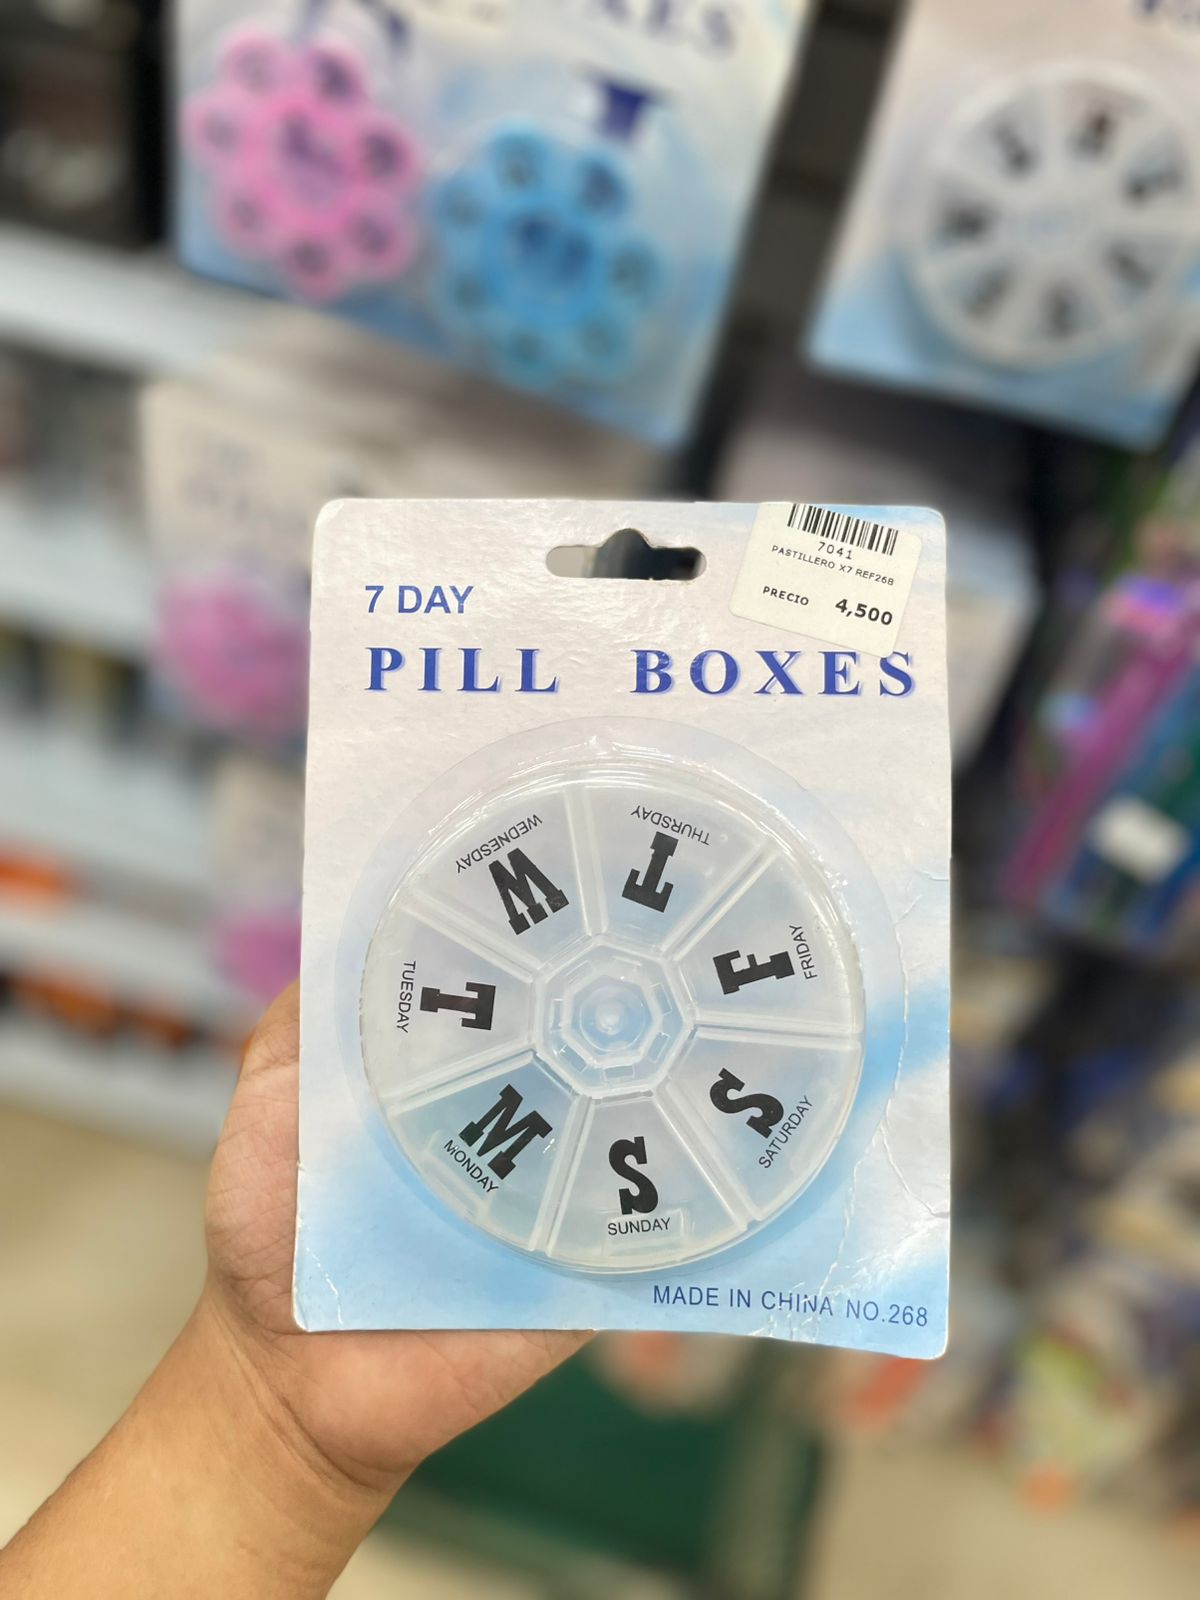 7041
PASTILLERO X7 REF268
PRECIO 4,500
7 DAY
PILL BOXES
WEDNESDAY
W
THURSDAY
T
FRIDAY
F
TUESDAY
T
SATURDAY
S
MONDAY
M
S
SUNDAY
MADE IN CHINA NO.268